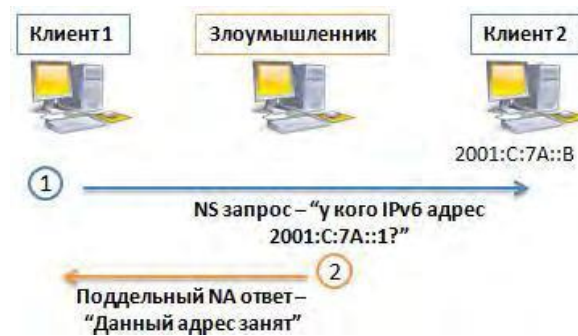 Клиент 1
Злоумышленник
Клиент 2
2001:C:7A::B
1
NS запрос – “у кого IPv6 адрес
2001:C:7A::1?”
2
Поддельный NA ответ –
“Данный адрес занят”